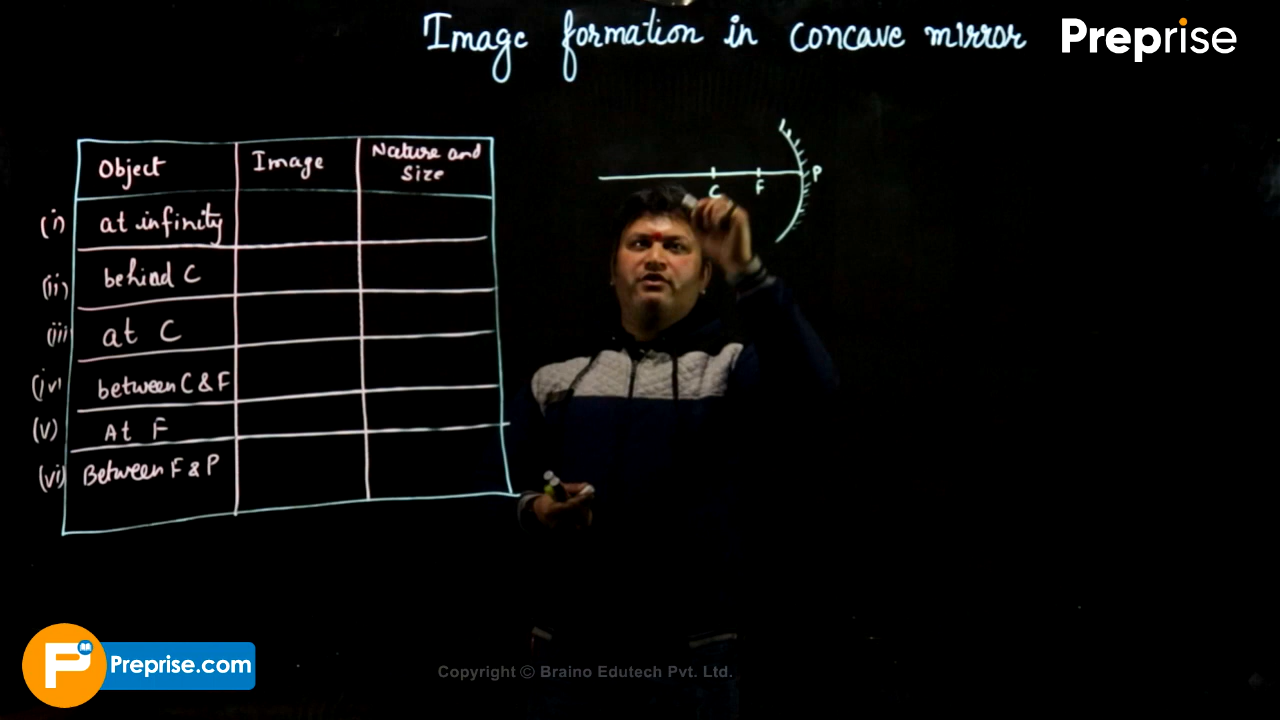 Image formation in concave mirror
Preprise
Object Image Nature and Size
(i) at infinity
(ii) behind C
(iii) at C
(iv) between C & F
(v) At F
(vi) Between F & P
C F P
Preprise.com
Copyright © Braino Edutech Pvt. Ltd.